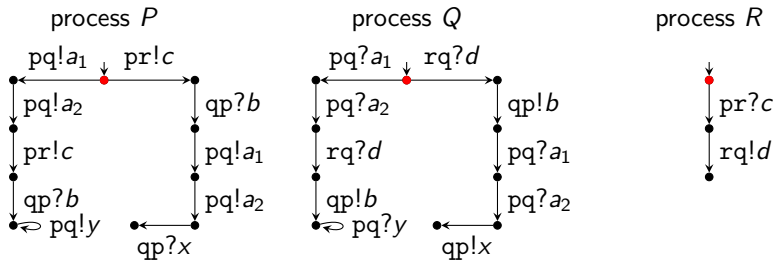 process P process Q process R
pq!a₁ pr!c pq?a₁ rq?d
pq!a₂ qp?b pq?a₂ qp!b pr?c
pr!c pq!a₁ rq?d pq?a₁ rq!d
qp?b pq!a₂ qp!b pq?a₂
pq!y pq?y
qp?x qp!x